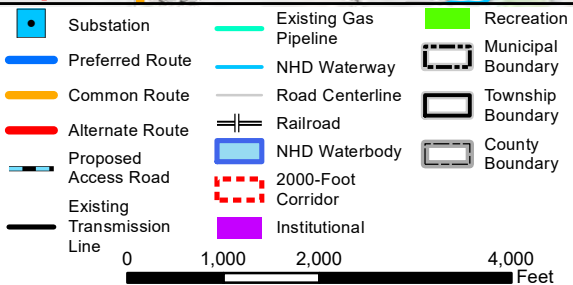 Substation
Preferred Route
Common Route
Alternate Route
Proposed
Access Road
Existing
Transmission
Line
Existing Gas
Pipeline
NHD Waterway
Road Centerline
Railroad
NHD Waterbody
2000-Foot
Corridor
Institutional
Recreation
Municipal
Boundary
Township
Boundary
County
Boundary
0 1,000 2,000 4,000
Feet